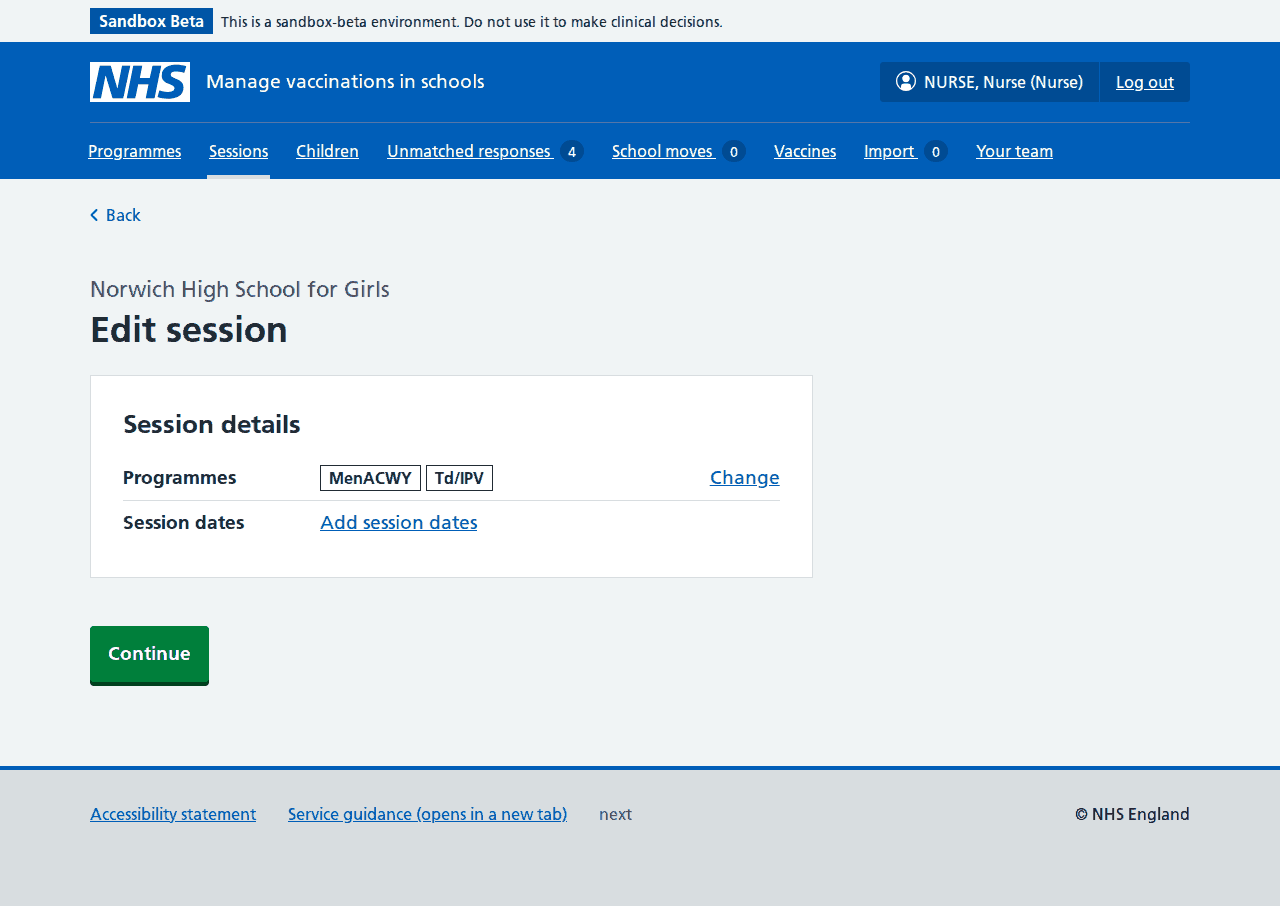 Sandbox Beta This is a sandbox-beta environment. Do not use it to make clinical decisions.
NHS Manage vaccinations in schools NURSE, Nurse (Nurse) Log out
Programmes Sessions Children Unmatched responses 4 School moves 0 Vaccines Import 0 Your team
Back
Norwich High School for Girls
Edit session
Session details
Programmes MenACWY Td/IPV Change
Session dates Add session dates
Continue
Accessibility statement Service guidance (opens in a new tab) next © NHS England